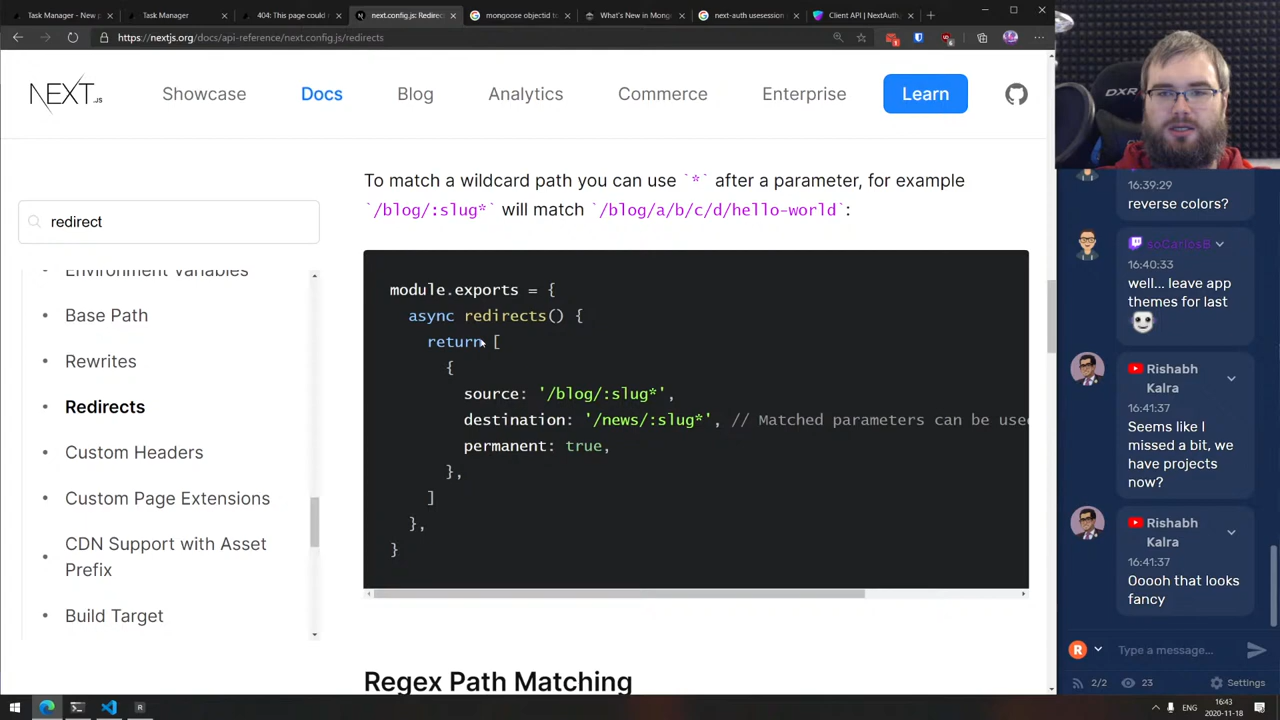 Task Manager - New p
Task Manager
404: This page could r
next.config.js: Redirec
mongoose objectid to
What's New in Mongo
next-auth usesession
Client API | NextAuth.
https://nextjs.org/docs/api-reference/next.config.js/redirects
NEXT.JS
Showcase
Docs
Blog
Analytics
Commerce
Enterprise
Learn
redirect
Environment Variables
Base Path
Rewrites
Redirects
Custom Headers
Custom Page Extensions
CDN Support with Asset
Prefix
Build Target
To match a wildcard path you can use `*` after a parameter, for example
`/blog/:slug*` will match `/blog/a/b/c/d/hello-world`:
module.exports = {
async redirects() {
return [
{
source: '/blog/:slug*',
destination: '/news/:slug*', // Matched parameters can be used
permanent: true,
},
]
},
}
Regex Path Matching
DXR
16:39:29
reverse colors?
soCarlosB
16:40:33
well... leave app
themes for last
Rishabh
Kalra
16:41:37
Seems like I
missed a bit, we
have projects
now?
Rishabh
Kalra
16:41:37
Ooooh that looks
fancy
R
Type a message...
2/2
23
Settings
ENG
16:43
2020-11-18